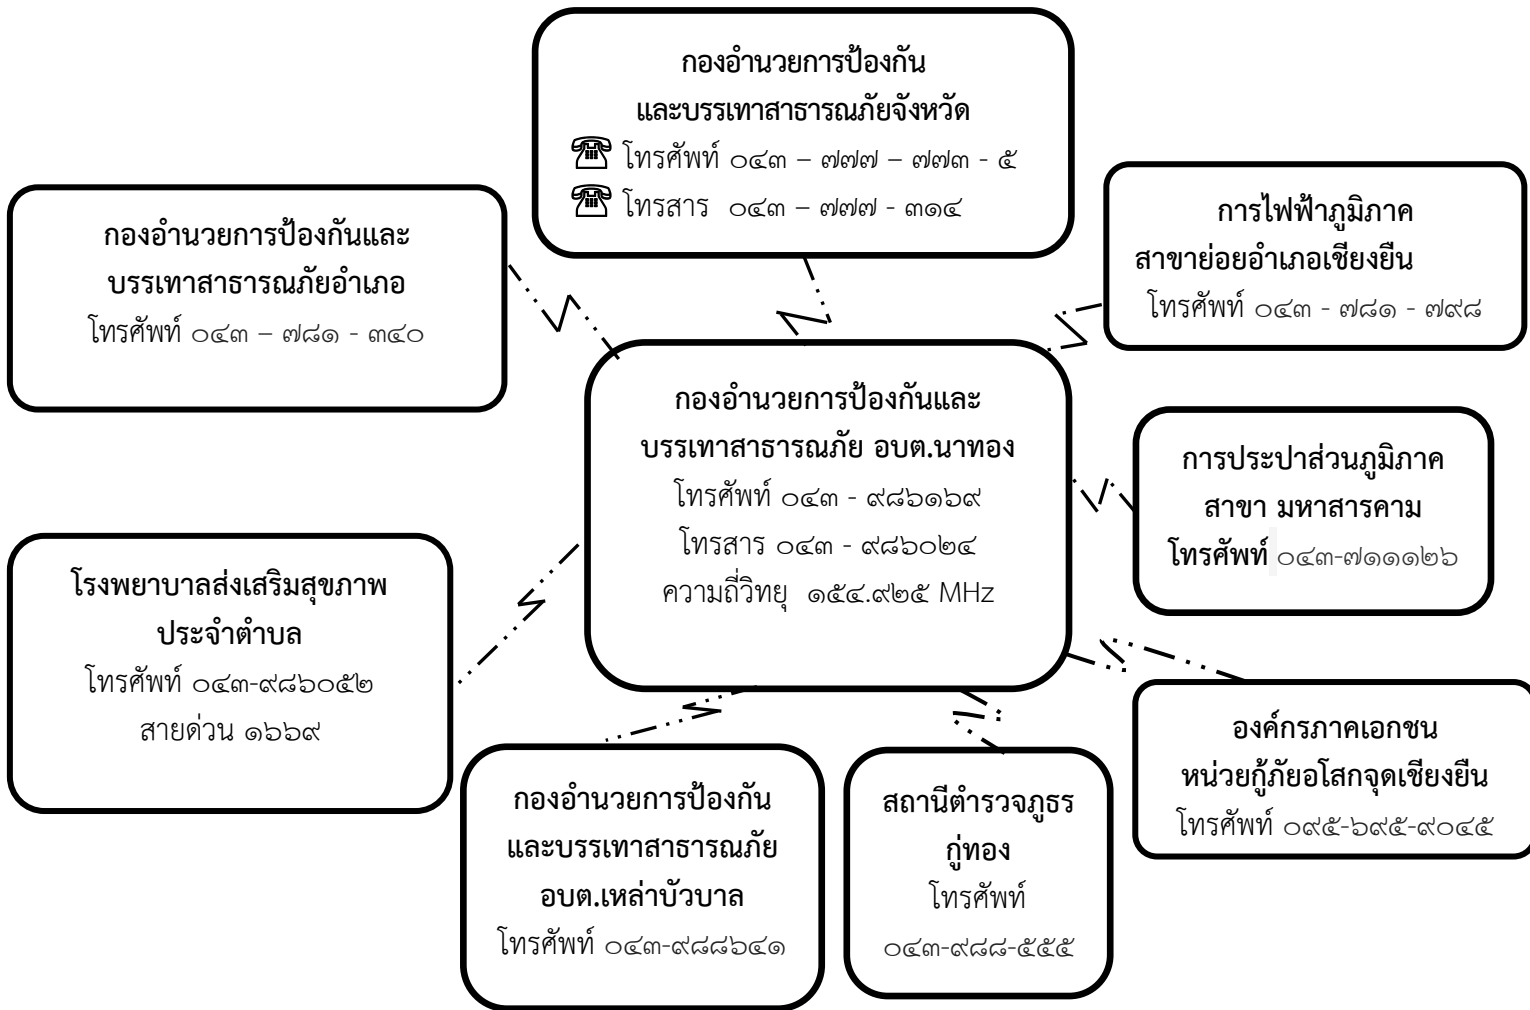 กองอำนวยการป้องกัน
และบรรเทาสาธารณภัยจังหวัด
โทรศัพท์ ๐๔๓ – ๗๗๗ – ๗๗๓ - ๕
โทรสาร ๐๔๓ – ๗๗๗ - ๓๑๔
กองอำนวยการป้องกันและ
บรรเทาสาธารณภัยอำเภอ
โทรศัพท์ ๐๔๓ – ๗๘๑ - ๓๔๐
การไฟฟ้าภูมิภาค
สาขาย่อยอำเภอเชียงยืน
โทรศัพท์ ๐๔๓ - ๗๘๑ - ๗๙๘
กองอำนวยการป้องกันและ
บรรเทาสาธารณภัย อบต.นาทอง
โทรศัพท์ ๐๔๓ - ๙๘๖๑๖๙
โทรสาร ๐๔๓ - ๙๘๖๐๒๔
ความถี่วิทยุ ๑๕๔.๙๒๕ MHz
การประปาส่วนภูมิภาค
สาขา มหาสารคาม
โทรศัพท์ ๐๔๓-๗๑๑๑๒๖
โรงพยาบาลส่งเสริมสุขภาพ
ประจำตำบล
โทรศัพท์ ๐๔๓-๙๘๖๐๕๒
สายด่วน ๑๖๖๙
กองอำนวยการป้องกัน
และบรรเทาสาธารณภัย
อบต.เหล่าบัวบาล
โทรศัพท์ ๐๔๓-๙๘๘๖๔๑
สถานีตำรวจภูธร
กู่ทอง
โทรศัพท์
๐๔๓-๙๘๘-๕๕๕
องค์กรภาคเอกชน
หน่วยกู้ภัยอโสกจุดเชียงยืน
โทรศัพท์ ๐๙๕-๖๙๕-๙๐๔๕